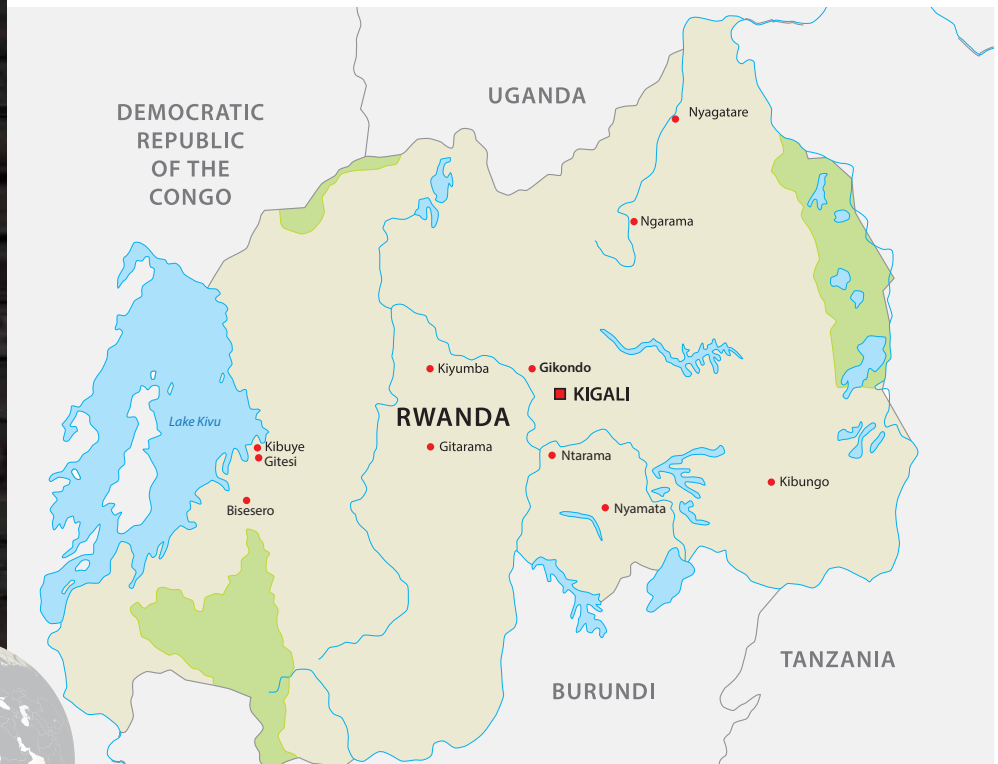 UGANDA
DEMOCRATIC
REPUBLIC
OF THE
CONGO
Nyagatare
Ngarama
Kiyumba
Gikondo
KIGALI
RWANDA
Lake Kivu
Kibuye
Gitesi
Gitarama
Ntarama
Kibungo
Bisesero
Nyamata
TANZANIA
BURUNDI